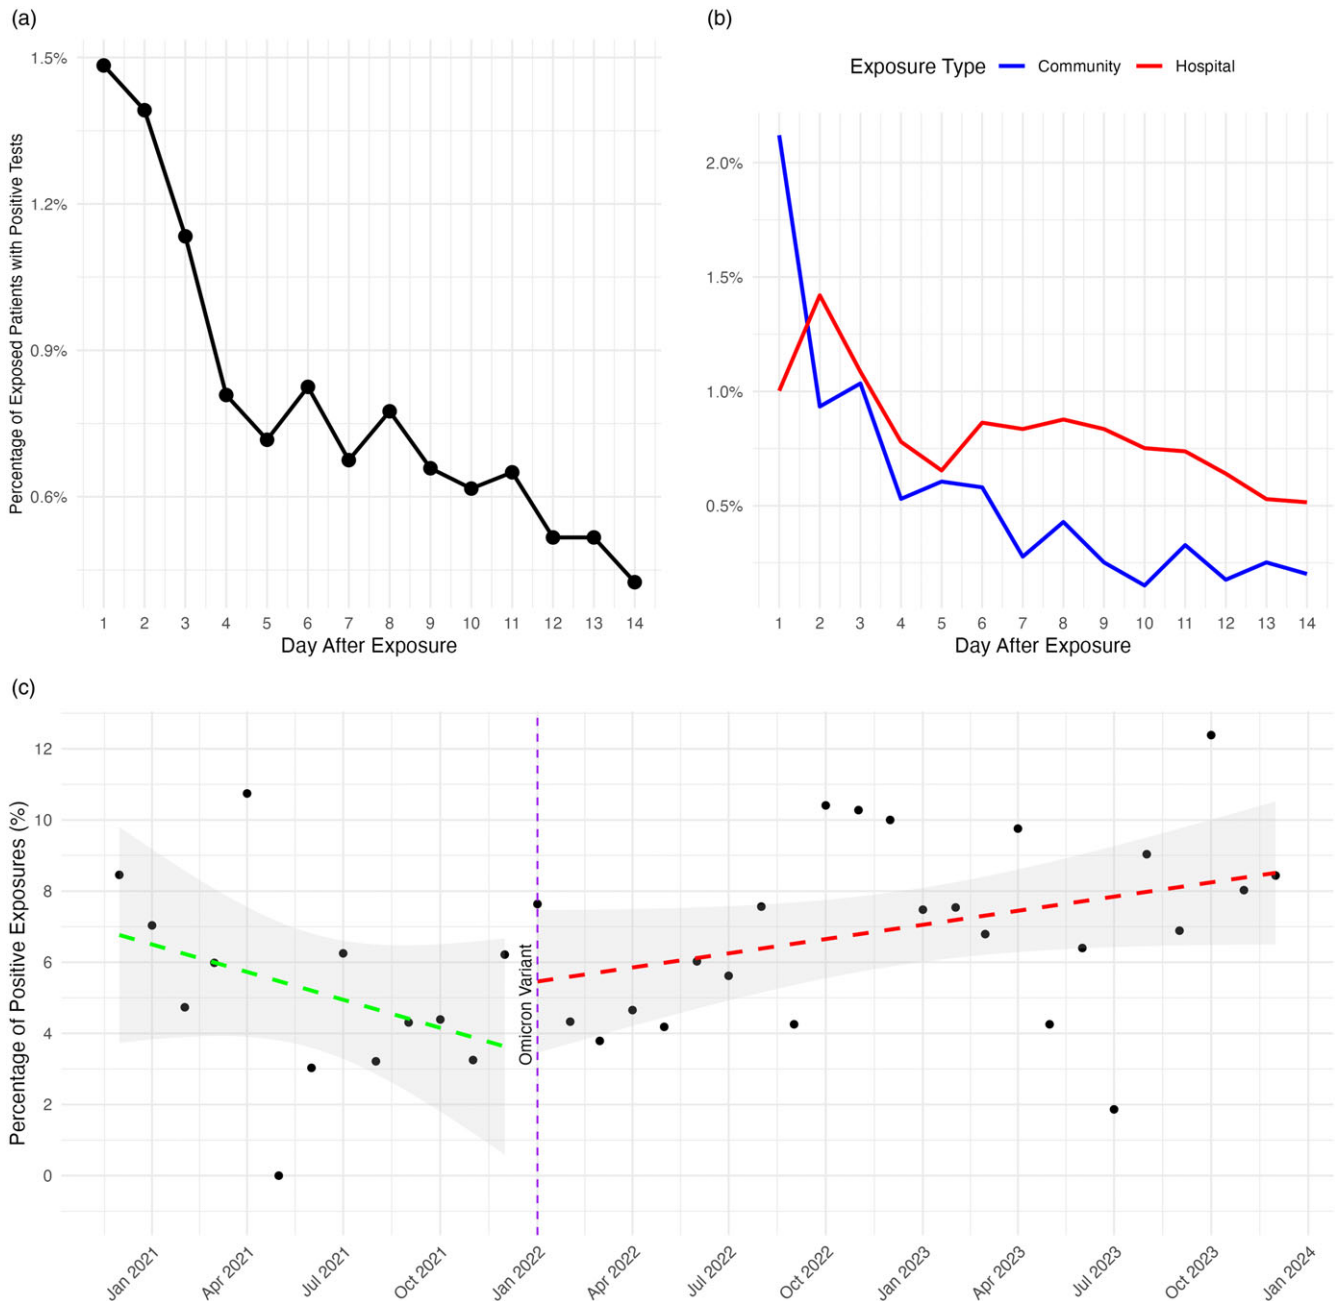 (a)
Percentage of Exposed Patients with Positive Tests
1.5%
1.2%
0.9%
0.6%
1 2 3 4 5 6 7 8 9 10 11 12 13 14
Day After Exposure
(b)
Exposure Type Community Hospital
2.0%
1.5%
1.0%
0.5%
1 2 3 4 5 6 7 8 9 10 11 12 13 14
Day After Exposure
(c)
Percentage of Positive Exposures (%)
12
10
8
6
4
2
0
Omicron Variant
Jan 2021 Apr 2021 Jul 2021 Oct 2021 Jan 2022 Apr 2022 Jul 2022 Oct 2022 Jan 2023 Apr 2023 Jul 2023 Oct 2023 Jan 2024